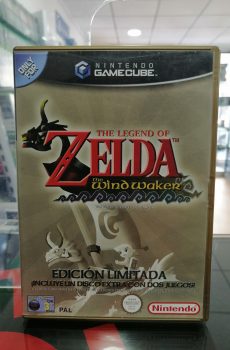 ONLY FOR
NINTENDO
GAMECUBE
THE LEGEND OF
ZELDA
The Wind Waker
EDICIÓN LIMITADA
¡INCLUYE UN DISCO EXTRA CON DOS JUEGOS!
PAL
Nintendo